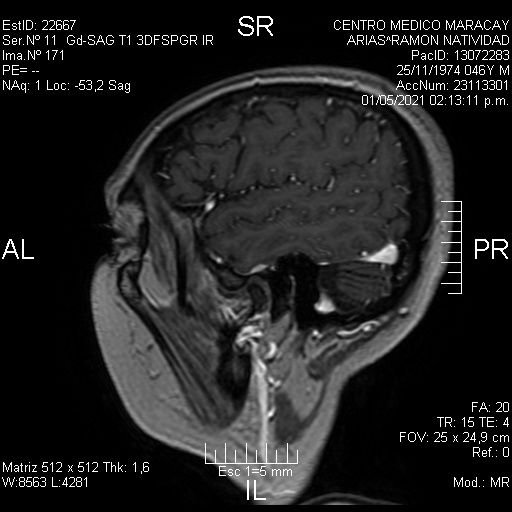 EstID: 22667
Ser.Nº 11 Gd-SAG T1 3DFSPGR IR
Ima.Nº 171
PE= --
NAq: 1 Loc: -53,2 Sag
SR
CENTRO MEDICO MARACAY
ARIAS^RAMON NATIVIDAD
PacID: 13072283
25/11/1974 046Y M
AccNum: 23113301
01/05/2021 02:13:11 p.m.
AL
PR
FA: 20
TR: 15 TE: 4
FOV: 25 x 24,9 cm
Ref.: 0
Mod.: MR
Matriz 512 x 512 Thk: 1,6
W:8563 L:4281
Esc 1=5 mm
IL